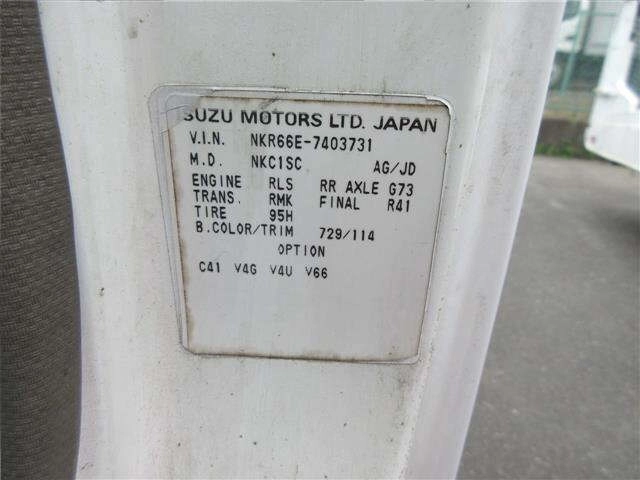 SUZU MOTORS LTD. JAPAN
V.I.N. NKR66E-7403731
M.D. NKC1SC AG/JD
ENGINE RLS RR AXLE G73
TRANS. RMK FINAL R41
TIRE 95H
B.COLOR/TRIM 729/114
OPTION
C41 V4G V4U V66